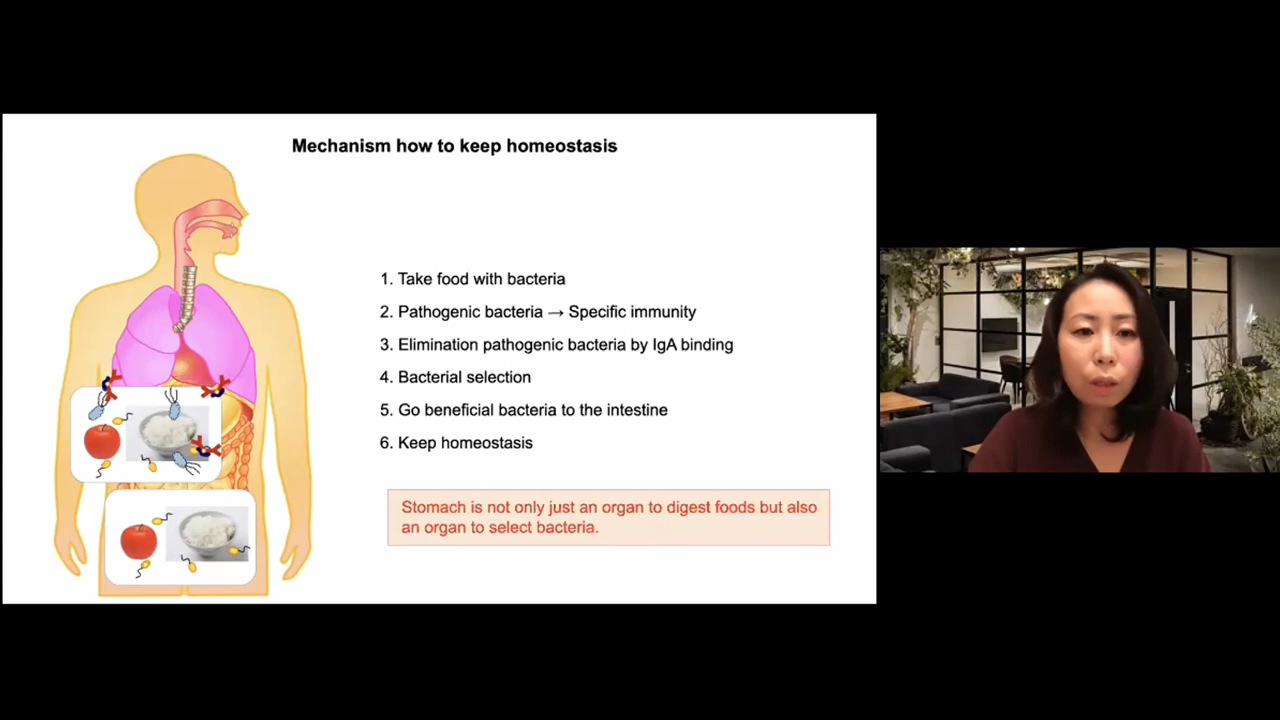 Mechanism how to keep homeostasis
1. Take food with bacteria
2. Pathogenic bacteria → Specific immunity
3. Elimination pathogenic bacteria by IgA binding
4. Bacterial selection
5. Go beneficial bacteria to the intestine
6. Keep homeostasis
Stomach is not only just an organ to digest foods but also
an organ to select bacteria.